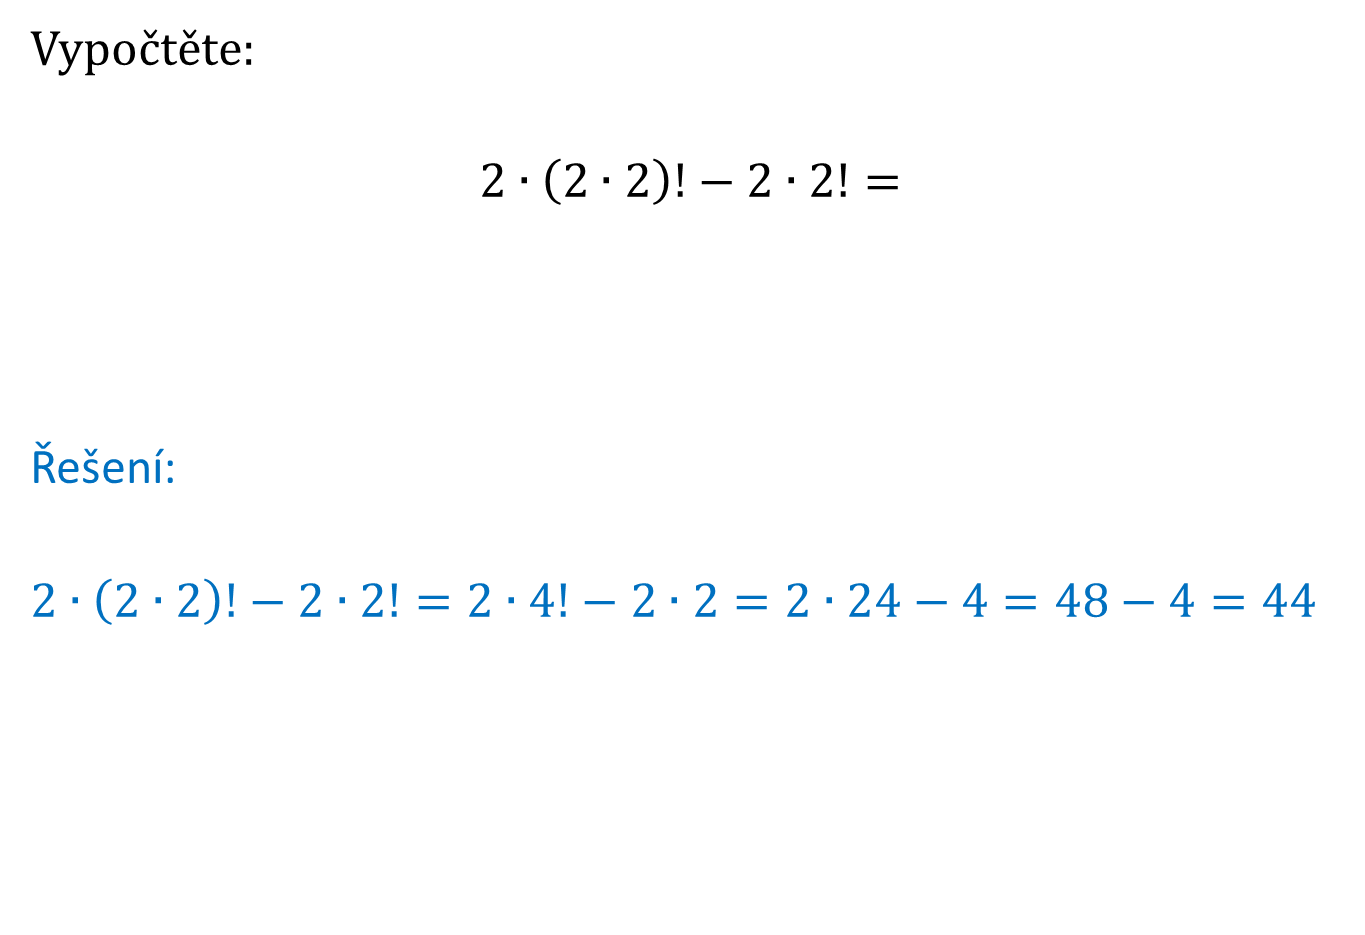 Vypočtěte:
2 · (2 · 2)! − 2 · 2! =
Řešení:
2 · (2 · 2)! − 2 · 2! = 2 · 4! − 2 · 2 = 2 · 24 − 4 = 48 − 4 = 44